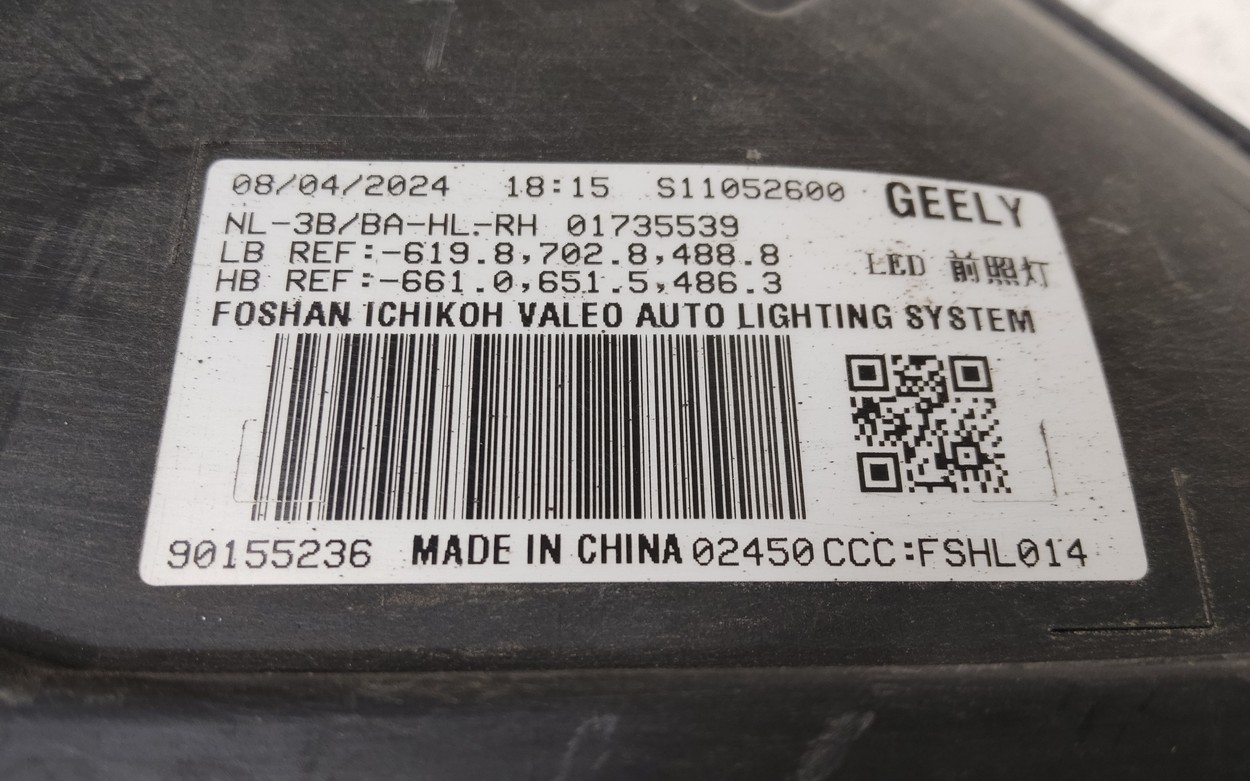 08/04/2024 18:15 S11052600 GEELY
NL-3B/BA-HL-RH 01735539
LB REF:-619.8,702.8,488.8
LED 前照灯
HB REF:-661.0,651.5,486.3
FOSHAN ICHIKOH VALEO AUTO LIGHTING SYSTEM
90155236 MADE IN CHINA 02450 CCC:FSHL014